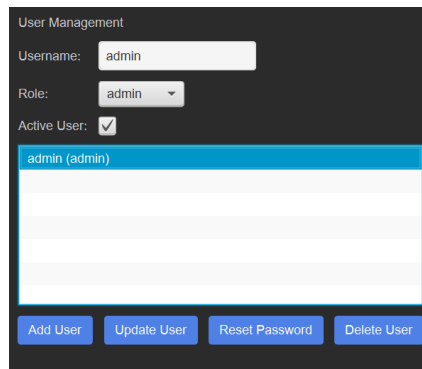 User Management
Username: admin
Role: admin
Active User:
admin (admin)
Add User Update User Reset Password Delete User